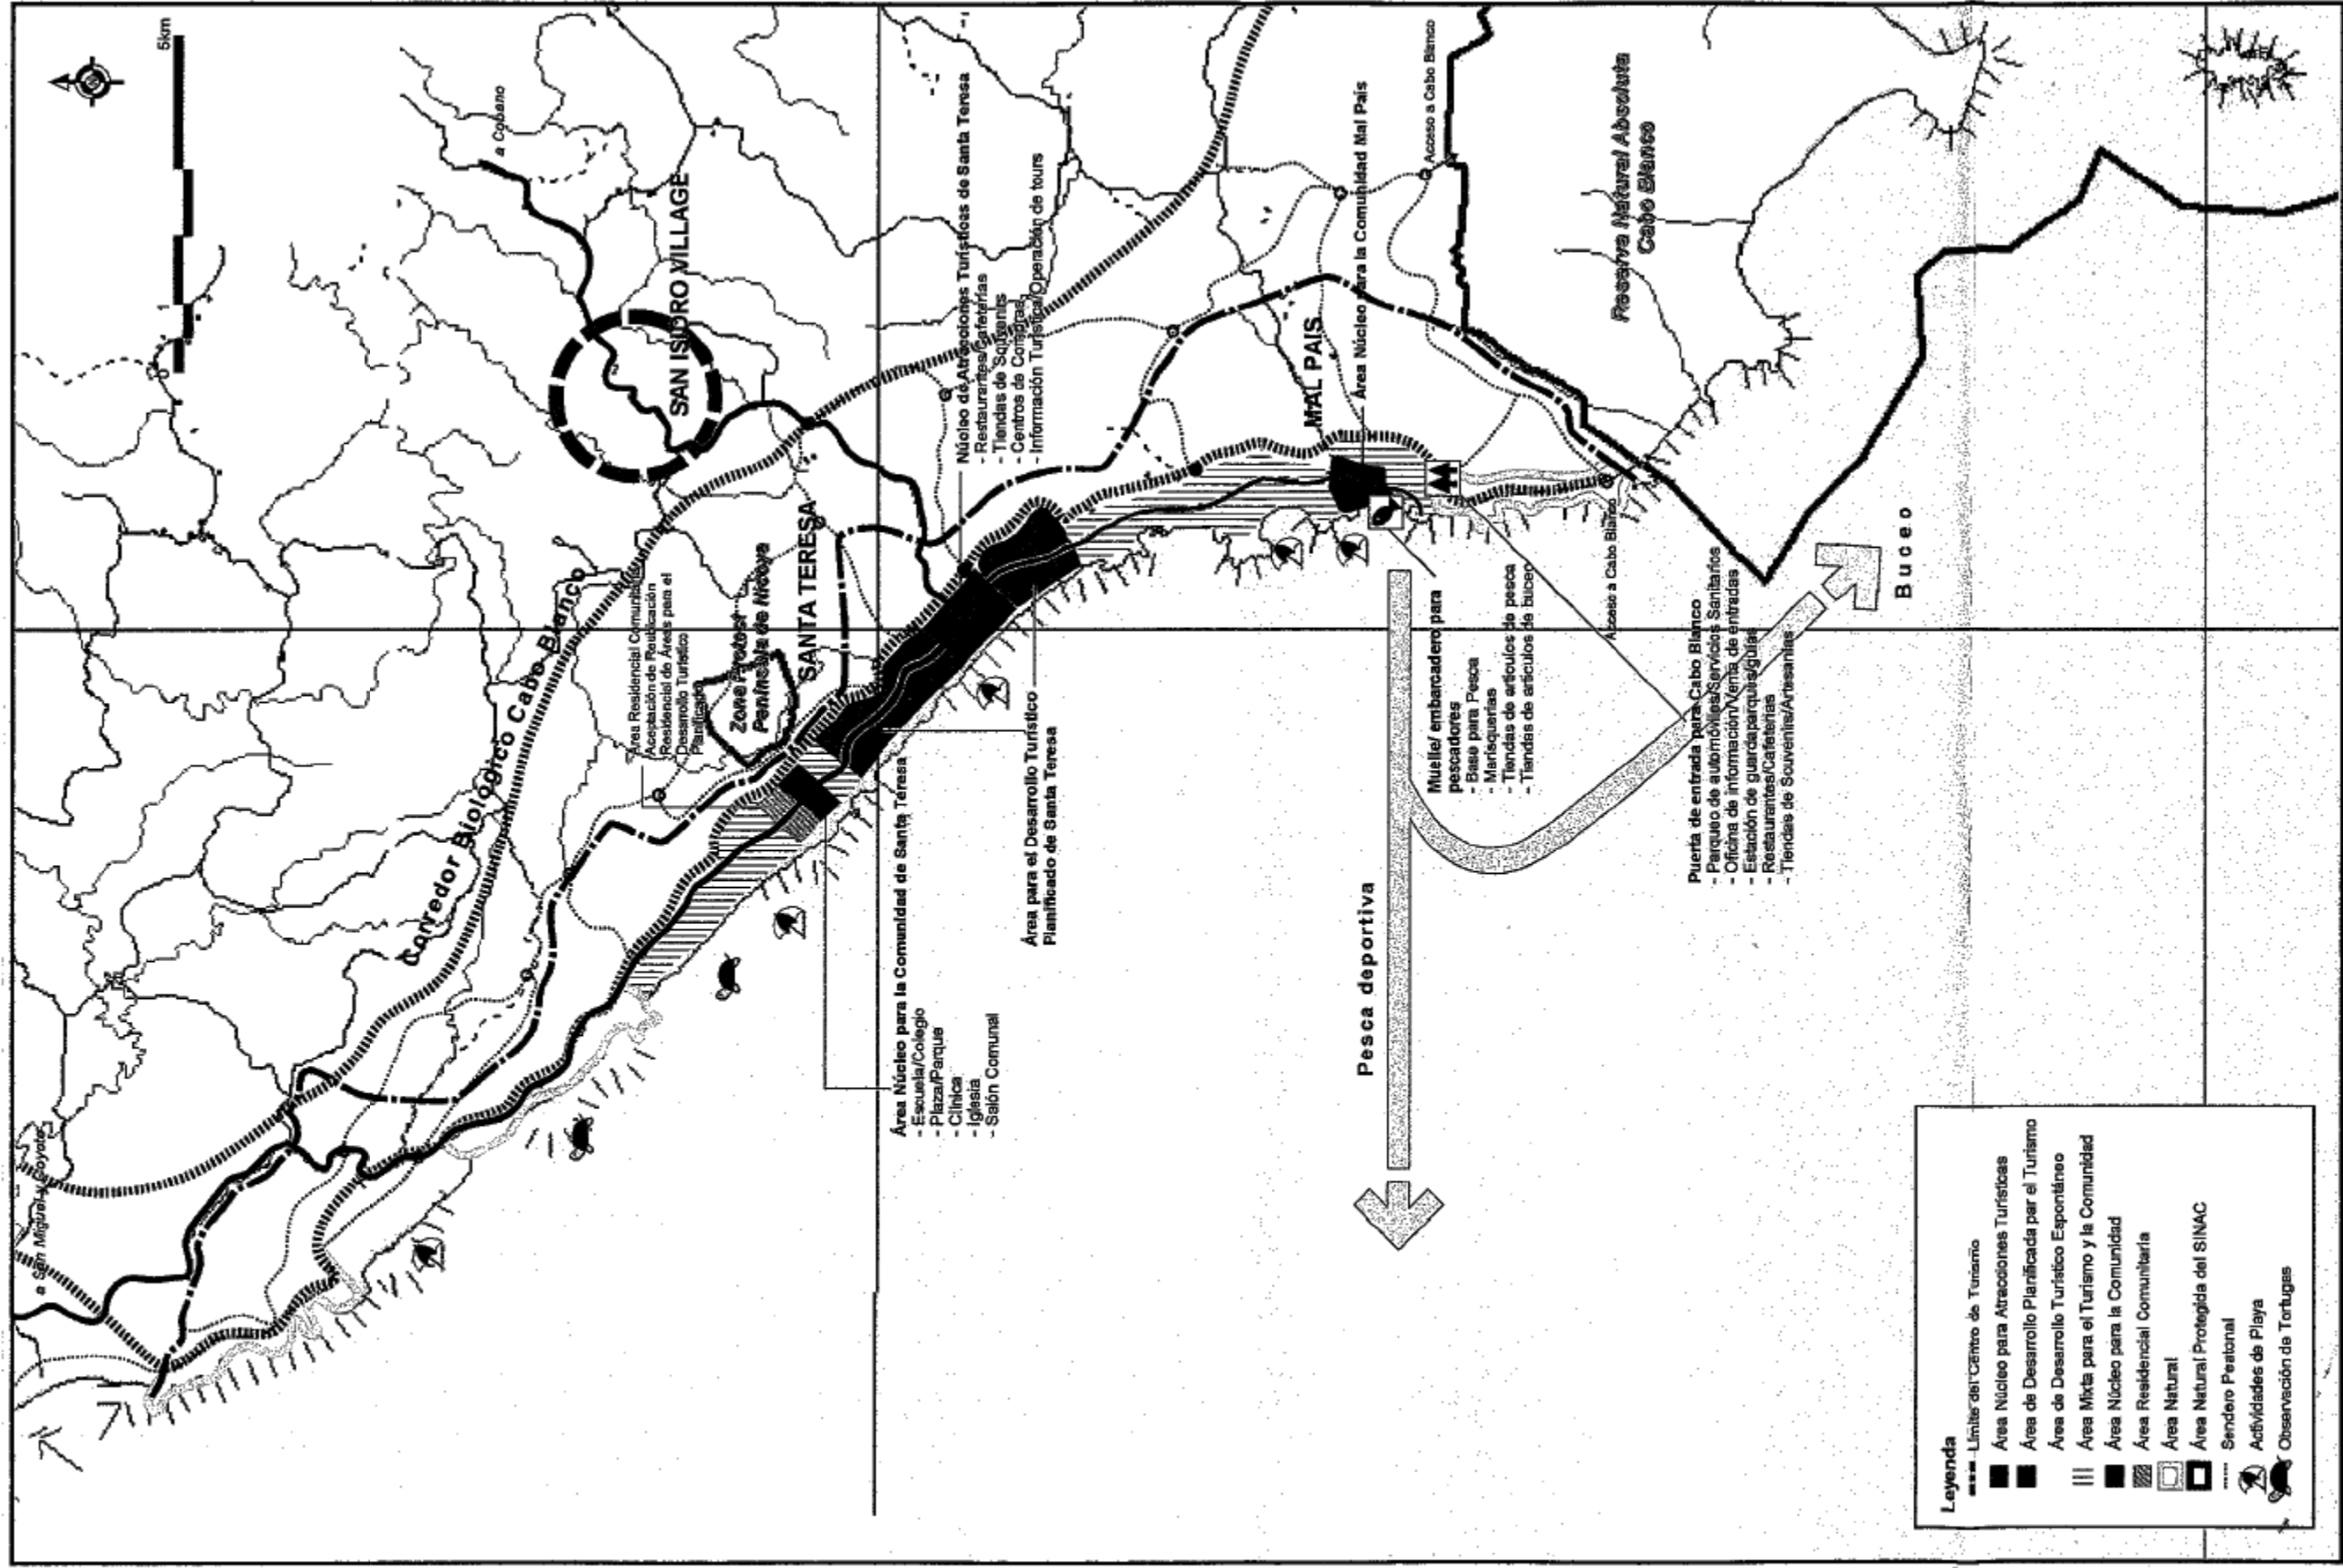 5km
a Cobano
SAN ISIDRO VILLAGE
Corredor Biologico Cabo Blanco
a San Miguel y Coyote
Área Residencial Comunitaria
Aceptación de Reubicación
Residencial de Áreas para el
Desarrollo Turístico
Planificado
Zona Protect
Península de Nicoya
SANTA TERESA
Núcleo de Atracciones Turísticas de Santa Teresa
- Restaurantes/Cafeterías
- Tiendas de Souvenirs
- Centros de Compras
- Información Turística/Operación de tours
MAL PAIS
Área Núcleo para la Comunidad Mal País
Acceso a Cabo Blanco
Reserva Natural Absoluta
Cabo Blanco
Área Núcleo para la Comunidad de Santa Teresa
- Escuela/Colegio
- Plaza/Parque
- Clínica
- Iglesia
- Salón Comunal
Área para el Desarrollo Turístico
Planificado de Santa Teresa
Muelle/ embarcadero para
pescadores
- Base para Pesca
- Marisquerías
- Tiendas de artículos de pesca
- Tiendas de artículos de buceo
Acceso a Cabo Blanco
Puerta de entrada para Cabo Blanco
- Parqueo de automóviles/Servicios Sanitarios
- Oficina de información/Venta de entradas
- Estación de guardaparques/guías
- Restaurantes/Cafeterías
- Tiendas de Souvenirs/Artesanías
Pesca deportiva
Buceo
Leyenda
Límite del Centro de Turismo
Área Núcleo para Atracciones Turísticas
Área de Desarrollo Planificada par el Turismo
Área de Desarrollo Turístico Espontáneo
Área Mixta para el Turismo y la Comunidad
Área Núcleo para la Comunidad
Área Residencial Comunitaria
Área Natural
Área Natural Protegida del SINAC
Sendero Peatonal
Actividades de Playa
Observación de Tortugas